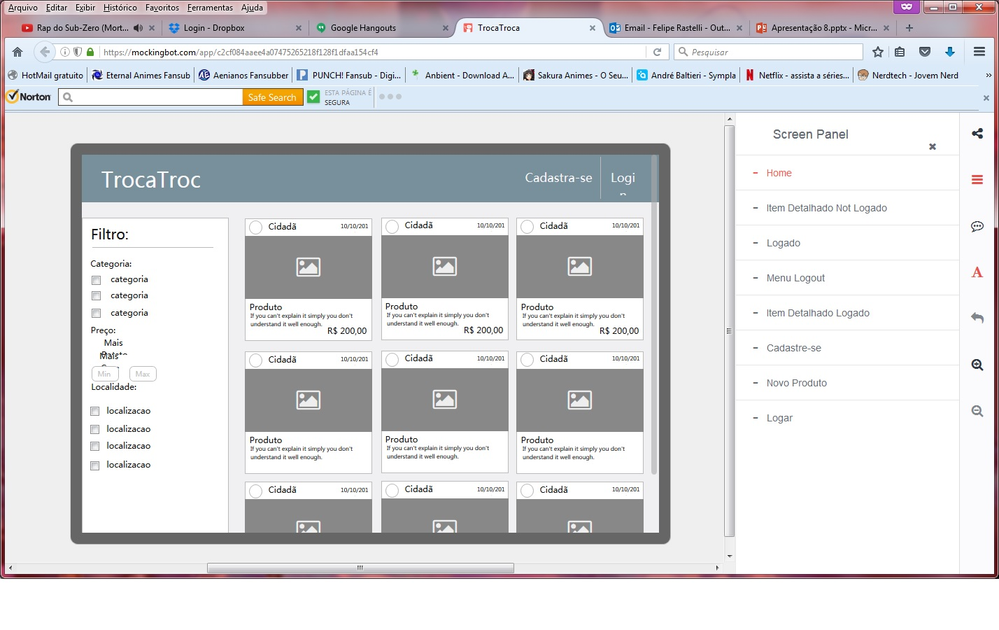 Arquivo Editar Exibir Histórico Favoritos Ferramentas Ajuda
Rap do Sub-Zero (Mort... Login - Dropbox Google Hangouts TrocaTroca Email - Felipe Rastelli - Out... Apresentação 8.pptx - Micr...
https://mockingbot.com/app/c2cf084aaee4a07475265218f128f1dfaa154cf4 Pesquisar
HotMail gratuito Eternal Animes Fansub Aenianos Fansubber PUNCH! Fansub - Digi... Anbient - Download A... Sakura Animes - O Seu... André Baltieri - Sympla Netflix - assista a séries... Nerdtech - Jovem Nerd
Norton Safe Search ESTA PÁGINA É
SEGURA
TrocaTroc Cadastra-se Logi
Filtro:
Categoria:
categoria
categoria
categoria
Preço:
Mais
Mais
Min Max
Localidade:
localizacao
localizacao
localizacao
localizacao
Cidadã 10/10/201 Cidadã 10/10/201 Cidadã 10/10/201
Produto Produto Produto
If you can't explain it simply you don't If you can't explain it simply you don't If you can't explain it simply you don't
understand it well enough. understand it well enough. understand it well enough.
R$ 200,00 R$ 200,00 R$ 200,00
Cidadã 10/10/201 Cidadã 10/10/201 Cidadã 10/10/201
Produto Produto Produto
If you can't explain it simply you don't If you can't explain it simply you don't If you can't explain it simply you don't
understand it well enough. understand it well enough. understand it well enough.
Cidadã 10/10/201 Cidadã 10/10/201 Cidadã 10/10/201
Screen Panel
Home
Item Detalhado Not Logado
Logado
Menu Logout
Item Detalhado Logado
Cadastre-se
Novo Produto
Logar